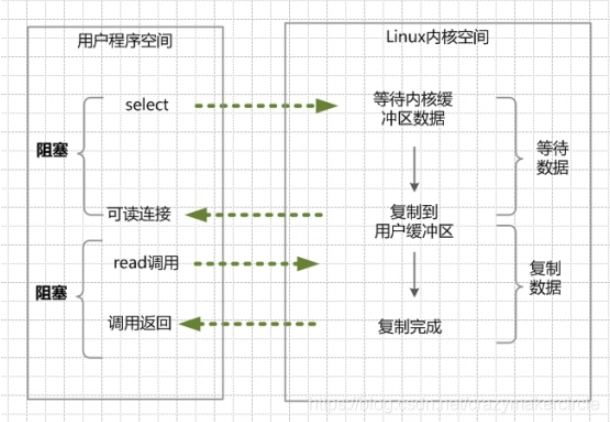 用户程序空间
Linux内核空间
select
等待内核缓
冲区数据
阻塞
等待
数据
可读连接
复制到
用户缓冲区
read调用
阻塞
复制
数据
调用返回
复制完成
https://blog.csdn.net/crazymakercircle